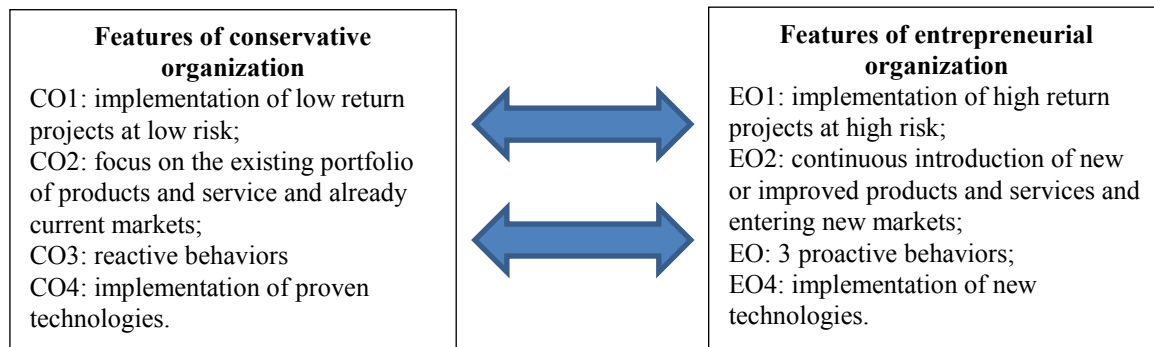 Features of conservative
organization
CO1: implementation of low return
projects at low risk;
CO2: focus on the existing portfolio
of products and service and already
current markets;
CO3: reactive behaviors
CO4: implementation of proven
technologies.
Features of entrepreneurial
organization
EO1: implementation of high return
projects at high risk;
EO2: continuous introduction of new
or improved products and services and
entering new markets;
EO: 3 proactive behaviors;
EO4: implementation of new
technologies.